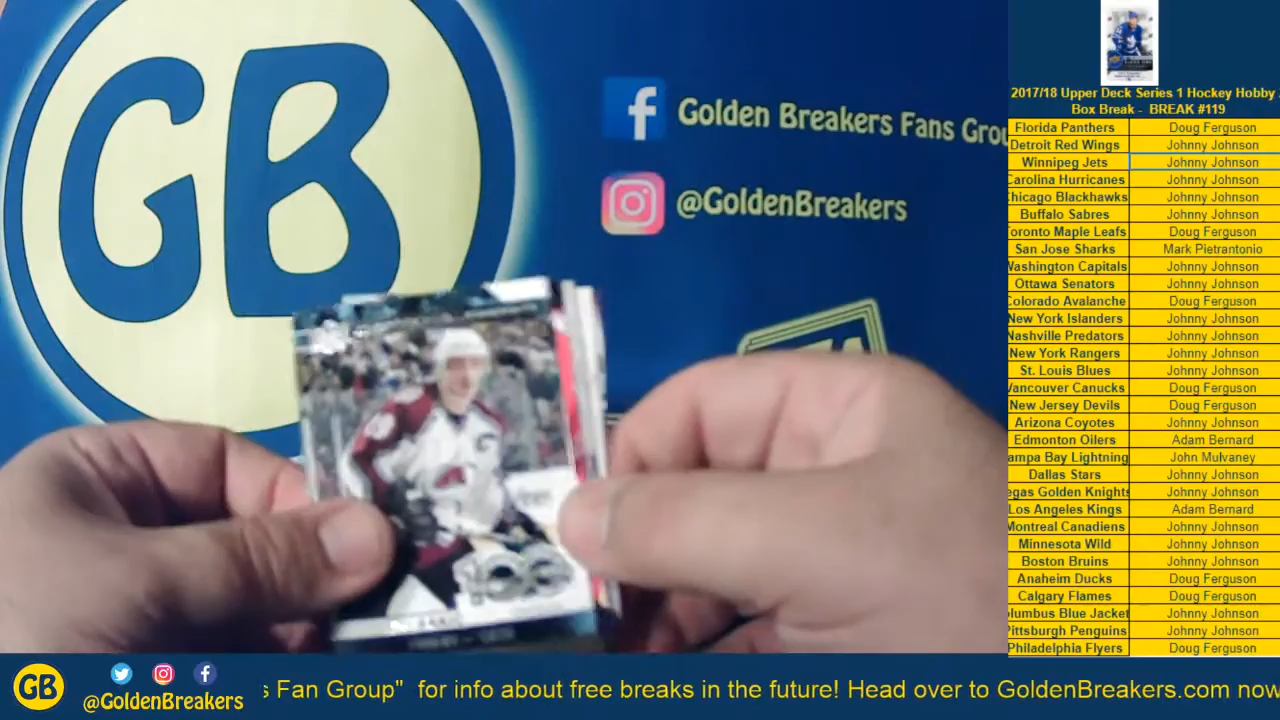 GB
Golden Breakers Fans Grou
@GoldenBreakers
2017/18 Upper Deck Series 1 Hockey Hobby
Box Break - BREAK #119
Florida Panthers Doug Ferguson
Detroit Red Wings Johnny Johnson
Winnipeg Jets Johnny Johnson
Carolina Hurricanes Johnny Johnson
Chicago Blackhawks Johnny Johnson
Buffalo Sabres Johnny Johnson
Toronto Maple Leafs Doug Ferguson
San Jose Sharks Mark Pietrantonio
Washington Capitals Johnny Johnson
Ottawa Senators Johnny Johnson
Colorado Avalanche Doug Ferguson
New York Islanders Johnny Johnson
Nashville Predators Johnny Johnson
New York Rangers Johnny Johnson
St. Louis Blues Johnny Johnson
Vancouver Canucks Doug Ferguson
New Jersey Devils Doug Ferguson
Arizona Coyotes Johnny Johnson
Edmonton Oilers Adam Bernard
ampa Bay Lightning John Mulvaney
Dallas Stars Johnny Johnson
egas Golden Knights Johnny Johnson
Los Angeles Kings Adam Bernard
Montreal Canadiens Johnny Johnson
Minnesota Wild Johnny Johnson
Boston Bruins Johnny Johnson
Anaheim Ducks Doug Ferguson
Calgary Flames Doug Ferguson
olumbus Blue Jacket Johnny Johnson
Pittsburgh Penguins Johnny Johnson
Philadelphia Flyers Doug Ferguson
GB
@GoldenBreakers
s Fan Group" for info about free breaks in the future! Head over to GoldenBreakers.com now